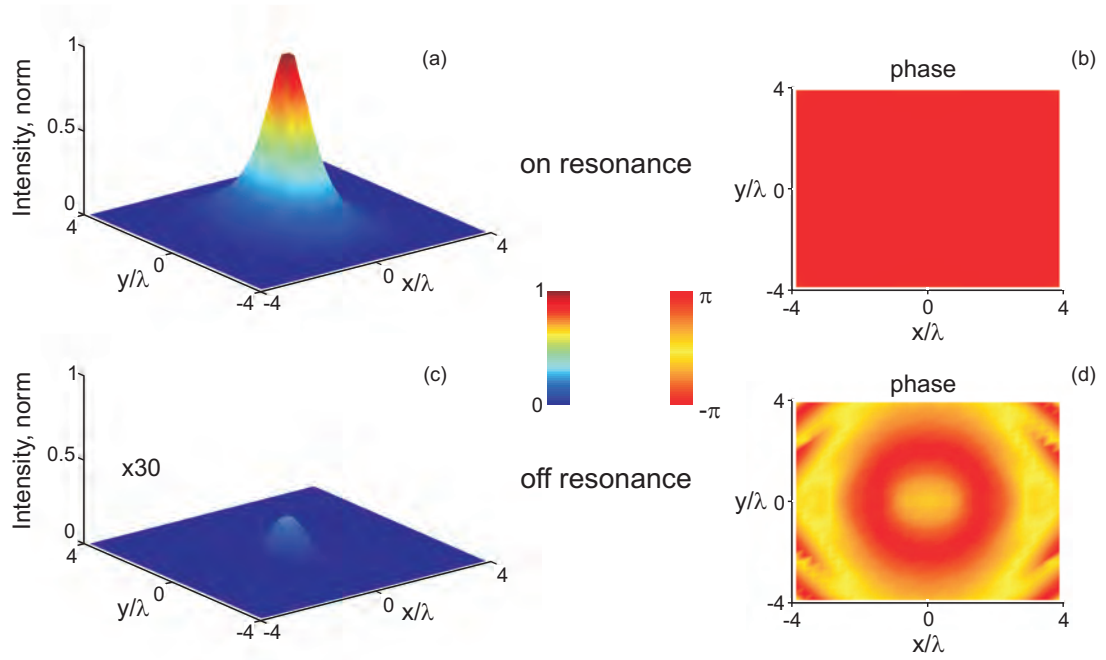 (a)
Intensity, norm
1
0.5
0
4
0
-4
y/λ
-4
0
4
x/λ
on resonance
(b)
phase
4
y/λ 0
-4
-4
0
4
x/λ
1
0
π
-π
(c)
Intensity, norm
1
0.5
0
x30
4
0
-4
y/λ
-4
0
4
x/λ
off resonance
(d)
phase
4
y/λ 0
-4
-4
0
4
x/λ